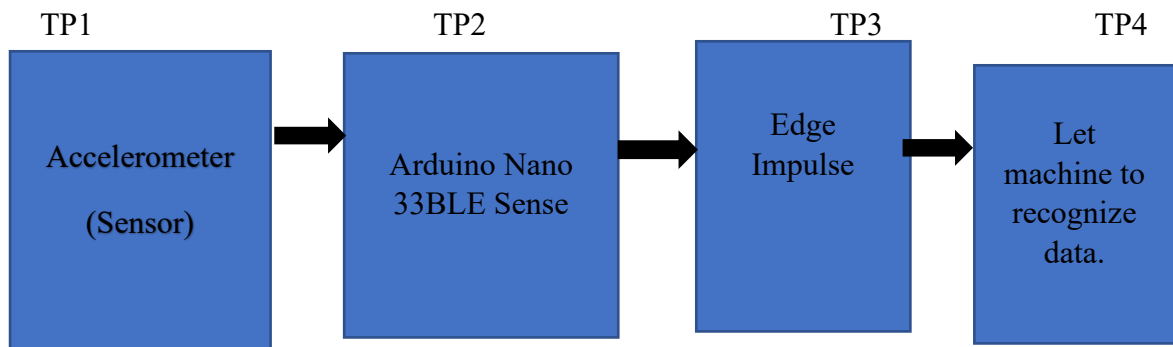 TP1
TP2
TP3
TP4
Accelerometer
(Sensor)
Arduino Nano
33BLE Sense
Edge
Impulse
Let
machine to
recognize
data.